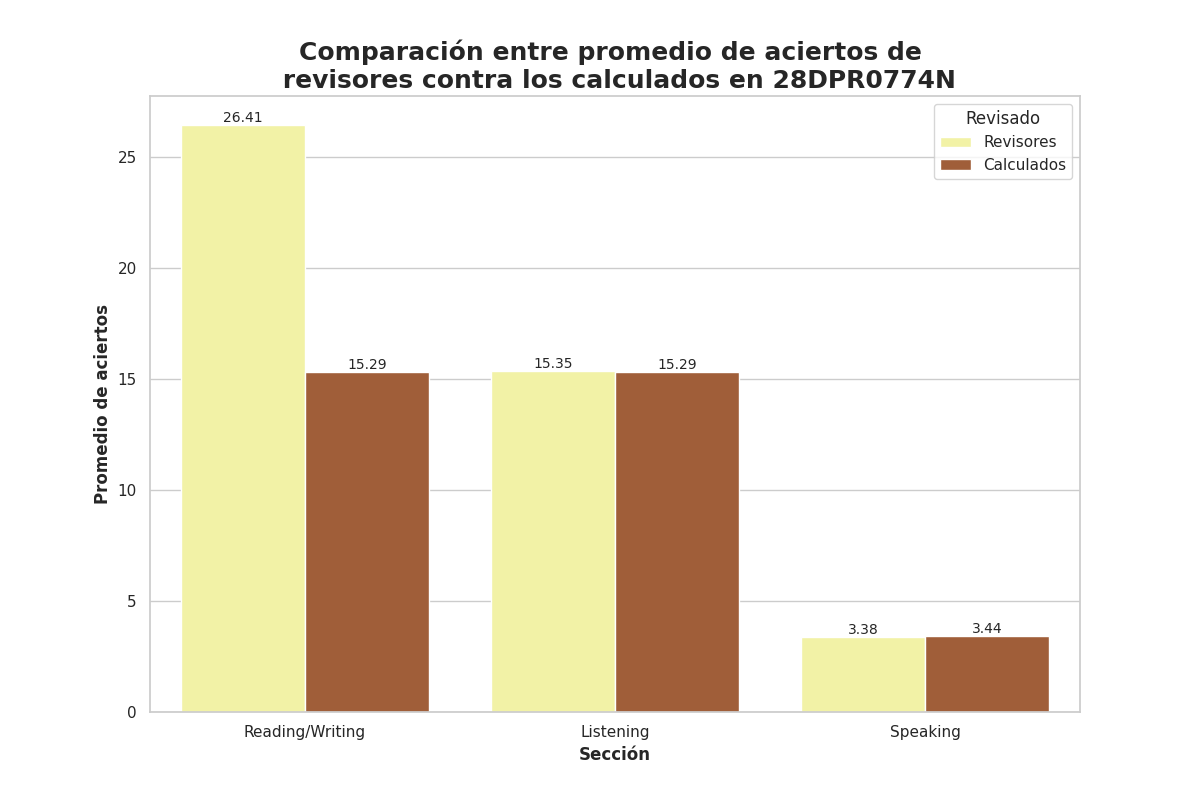 Comparación entre promedio de aciertos de
revisores contra los calculados en 28DPR0774N
Revisado
Revisores
Calculados
Promedio de aciertos
25
20
15
10
5
0
26.41
15.29
15.35
15.29
3.38
3.44
Reading/Writing
Listening
Speaking
Sección